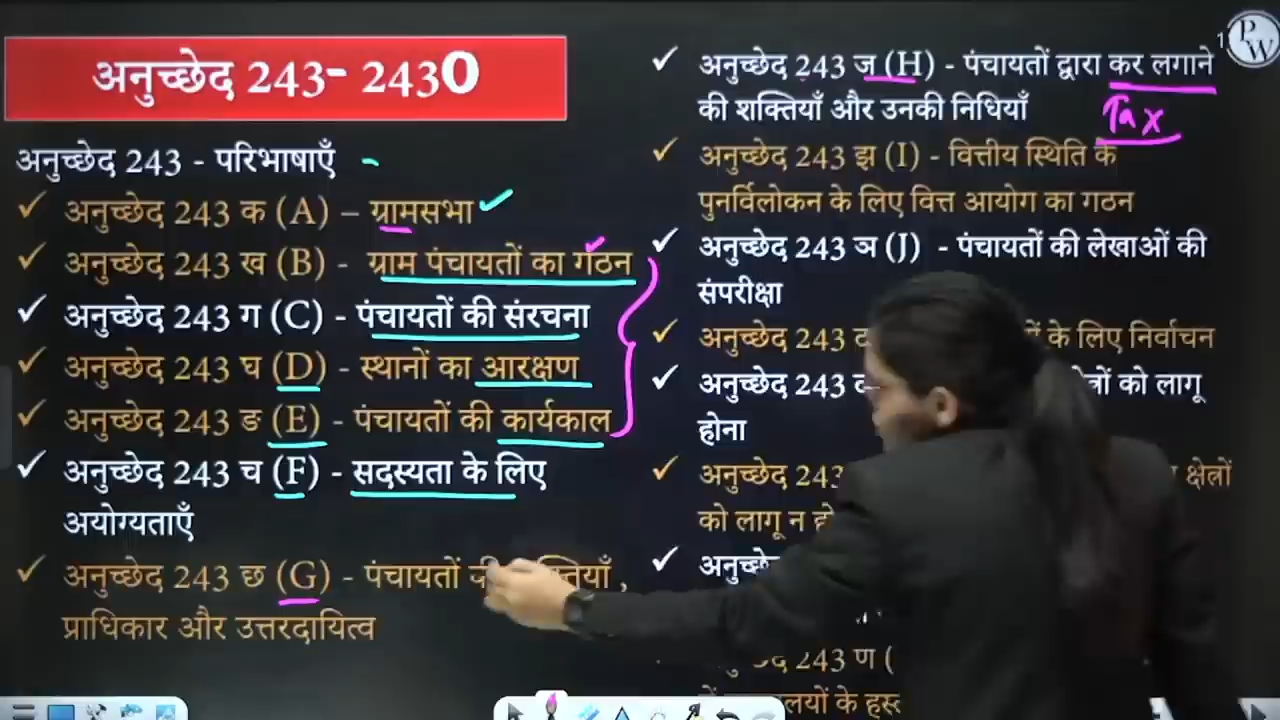 अनुच्छेद 243- 243O
अनुच्छेद 243 - परिभाषाएँ
अनुच्छेद 243 क (A) – ग्रामसभा
अनुच्छेद 243 ख (B) - ग्राम पंचायतों का गठन
अनुच्छेद 243 ग (C) - पंचायतों की संरचना
अनुच्छेद 243 घ (D) - स्थानों का आरक्षण
अनुच्छेद 243 ङ (E) - पंचायतों की कार्यकाल
अनुच्छेद 243 च (F) - सदस्यता के लिए
अयोग्यताएँ
अनुच्छेद 243 छ (G) - पंचायतों
प्राधिकार और उत्तरदायित्व
PW
अनुच्छेद 243 ज (H) - पंचायतों द्वारा कर लगाने
की शक्तियाँ और उनकी निधियाँ
Tax
अनुच्छेद 243 झ (I) - वित्तीय स्थिति के
पुनर्विलोकन के लिए वित्त आयोग का गठन
अनुच्छेद 243 ञ (J) - पंचायतों की लेखाओं की
संपरीक्षा
अनुच्छेद 243 के लिए निर्वाचन
अनुच्छेद 243 को लागू
होना
अनुच्छेद 243 क्षेत्रों
को लागू न
243 ण (
के